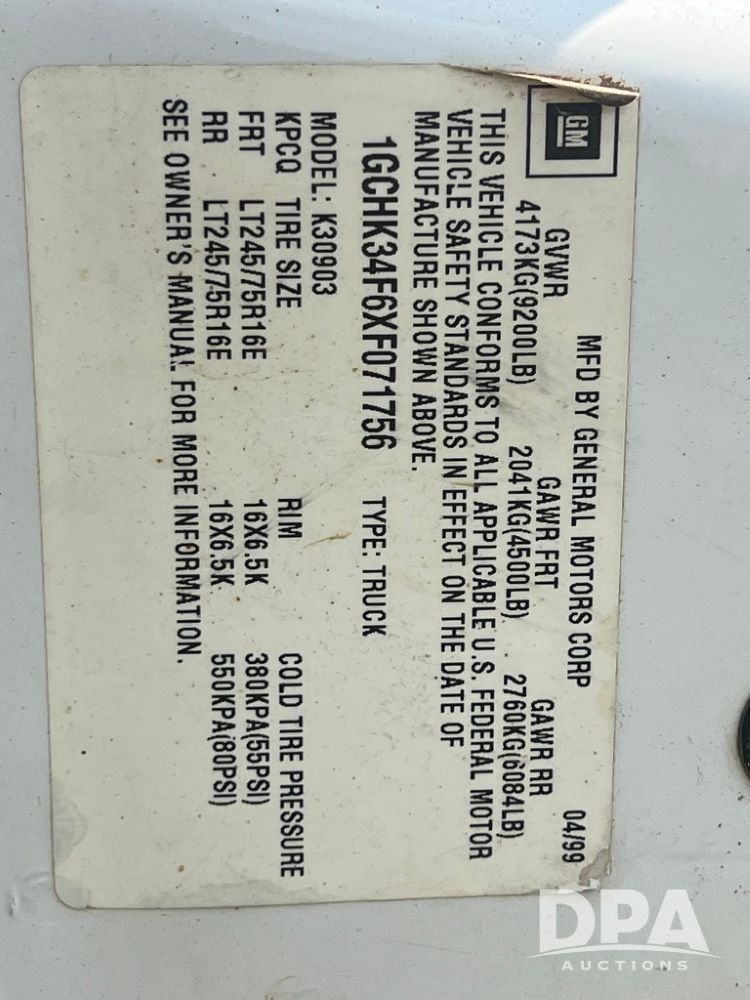 GM
MFD BY GENERAL MOTORS CORP 04/99
GVWR GAWR FRT GAWR RR
4173KG(9200LB) 2041KG(4500LB) 2760KG(6084LB)
THIS VEHICLE CONFORMS TO ALL APPLICABLE U.S. FEDERAL MOTOR
VEHICLE SAFETY STANDARDS IN EFFECT ON THE DATE OF
MANUFACTURE SHOWN ABOVE.
1GCHK34F6XF071756 TYPE: TRUCK
MODEL: K30903
KPCQ TIRE SIZE RIM COLD TIRE PRESSURE
FRT LT245/75R16E 16X6.5K 380KPA(55PSI)
RR LT245/75R16E 16X6.5K 550KPA(80PSI)
SEE OWNER'S MANUAL FOR MORE INFORMATION.
DPA
AUCTIONS